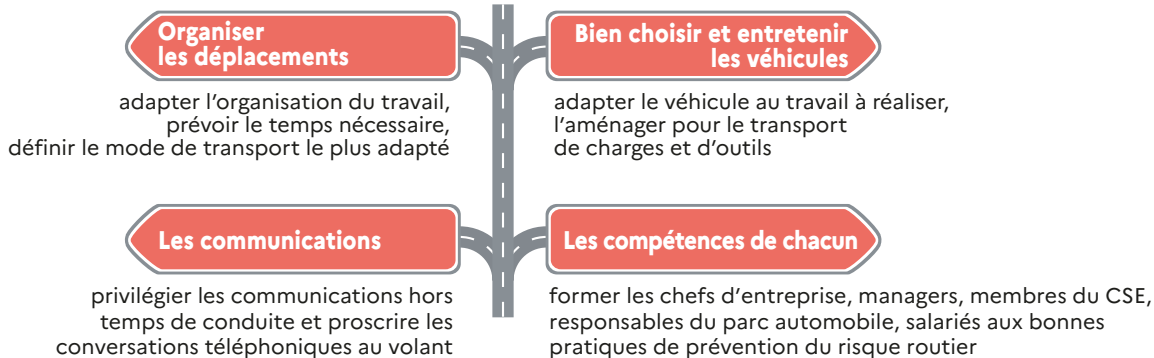 Organiser
les déplacements
adapter l’organisation du travail,
prévoir le temps nécessaire,
définir le mode de transport le plus adapté
Bien choisir et entretenir
les véhicules
adapter le véhicule au travail à réaliser,
l’aménager pour le transport
de charges et d’outils
Les communications
privilégier les communications hors
temps de conduite et proscrire les
conversations téléphoniques au volant
Les compétences de chacun
former les chefs d’entreprise, managers, membres du CSE,
responsables du parc automobile, salariés aux bonnes
pratiques de prévention du risque routier